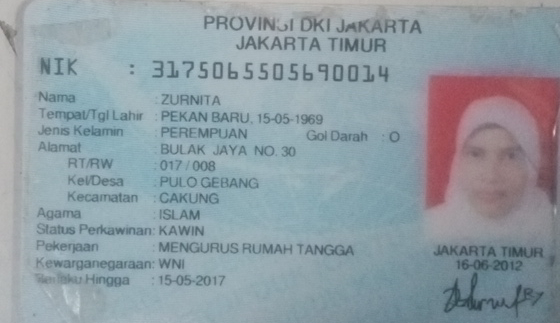 PROVINSI DKI JAKARTA
JAKARTA TIMUR
NIK : 3175065505690014
Nama : ZURNITA
Tempat/Tgl Lahir : PEKAN BARU, 15-05-1969
Jenis Kelamin : PEREMPUAN Gol Darah : O
Alamat : BULAK JAYA NO. 30
RT/RW : 017 / 008
Kel/Desa : PULO GEBANG
Kecamatan : CAKUNG
Agama : ISLAM
Status Perkawinan: KAWIN
Pekerjaan : MENGURUS RUMAH TANGGA
Kewarganegaraan: WNI
Berlaku Hingga : 15-05-2017
JAKARTA TIMUR
16-06-2012